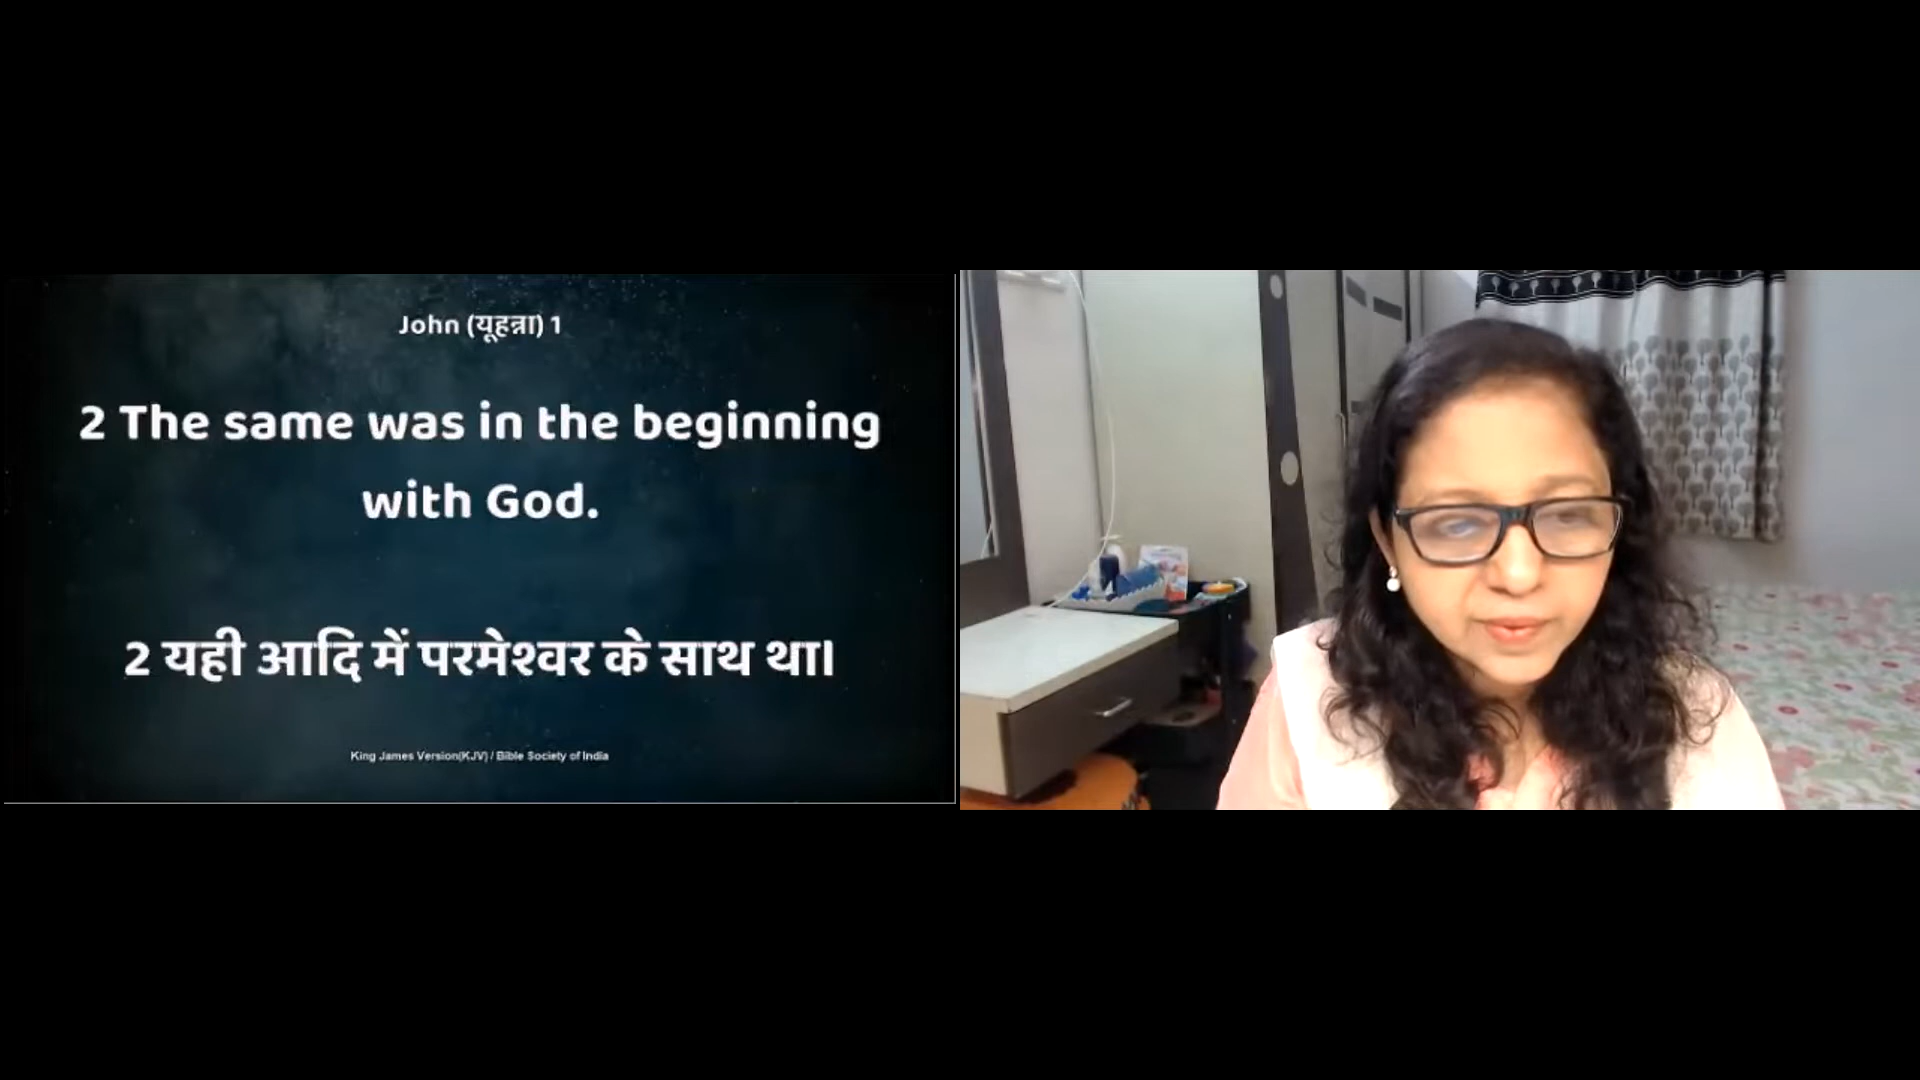 John (यूहन्ना) 1
2 The same was in the beginning
with God.
2 यही आदि में परमेश्वर के साथ था।
King James Version(KJV) / Bible Society of India